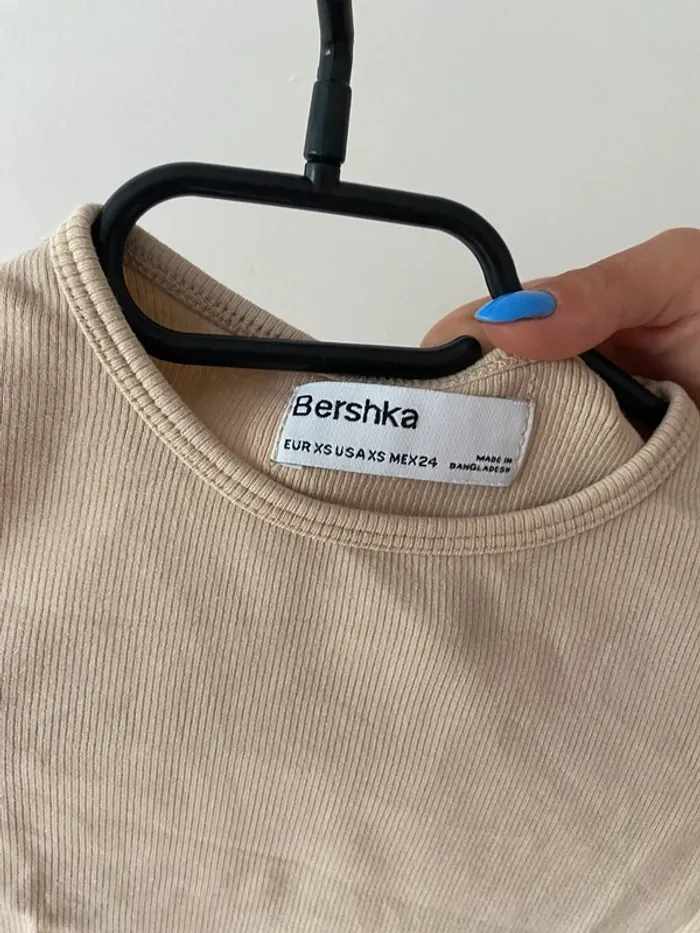 Bershka
EUR XS USA XS MEX 24
MADE IN
BANGLADESH